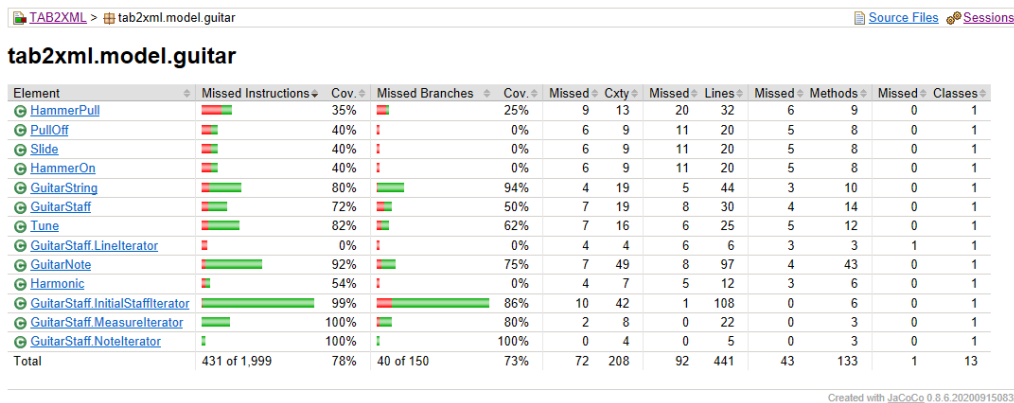 TAB2XML > tab2xml.model.guitar Source Files Sessions
tab2xml.model.guitar
Element Missed Instructions Cov. Missed Branches Cov. Missed Cxty Missed Lines Missed Methods Missed Classes
HammerPull 35% 25% 9 13 20 32 6 9 0 1
PullOff 40% 0% 6 9 11 20 5 8 0 1
Slide 40% 0% 6 9 11 20 5 8 0 1
HammerOn 40% 0% 6 9 11 20 5 8 0 1
GuitarString 80% 94% 4 19 5 44 3 10 0 1
GuitarStaff 72% 50% 7 19 8 30 4 14 0 1
Tune 82% 62% 7 16 6 25 5 12 0 1
GuitarStaff.LineIterator 0% 0% 4 4 6 6 3 3 1 1
GuitarNote 92% 75% 7 49 8 97 4 43 0 1
Harmonic 54% 0% 4 7 5 12 3 6 0 1
GuitarStaff.InitialStaffIterator 99% 86% 10 42 1 108 0 6 0 1
GuitarStaff.MeasureIterator 100% 80% 2 8 0 22 0 3 0 1
GuitarStaff.NoteIterator 100% 100% 0 4 0 5 0 3 0 1
Total 431 of 1,999 78% 40 of 150 73% 72 208 92 441 43 133 1 13
Created with JaCoCo 0.8.6.202009150832